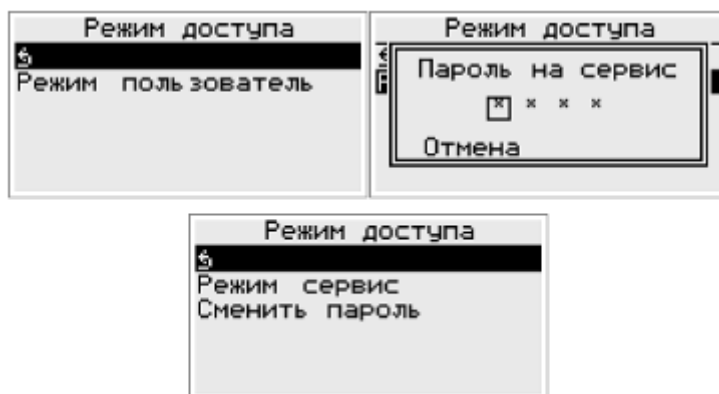 Режим доступа
Режим пользователь
Режим доступа
Пароль на сервис
* * * *
Отмена
Режим доступа
Режим сервис
Сменить пароль